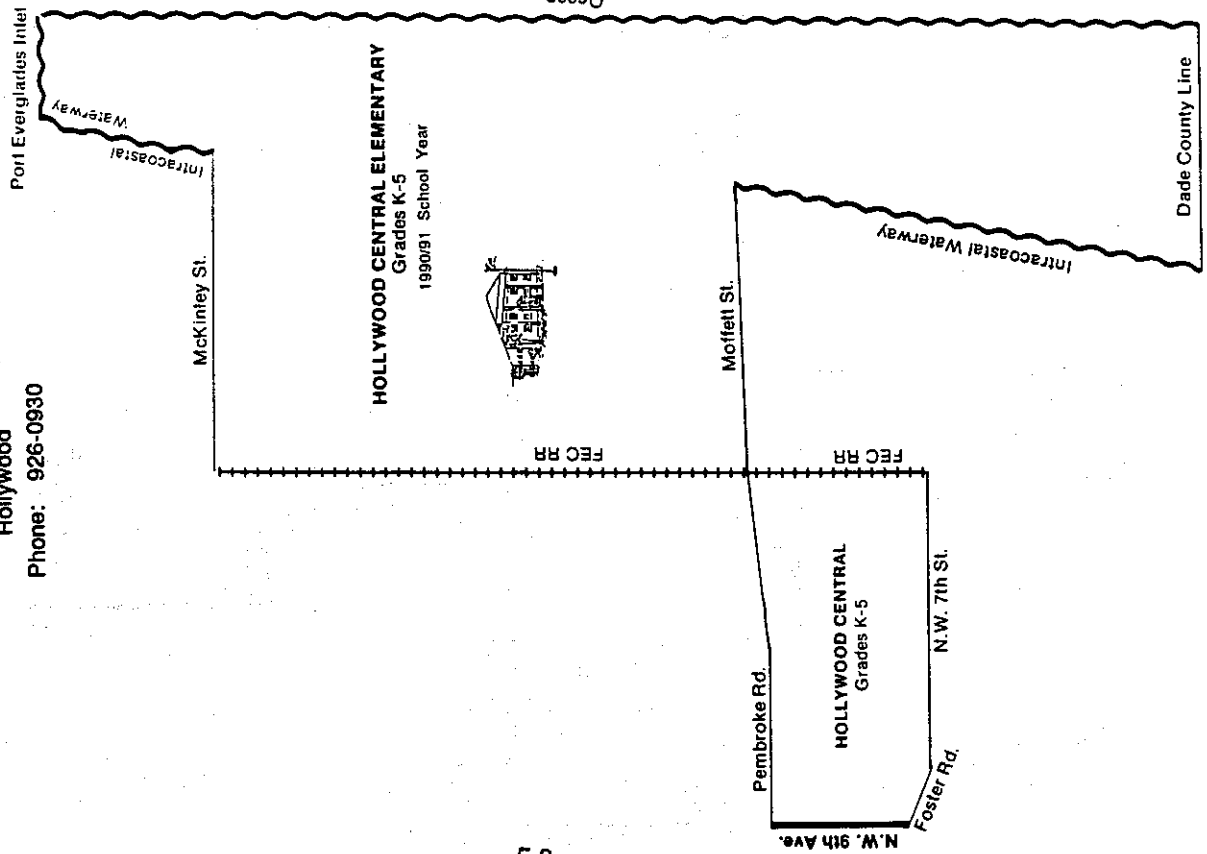 Hollywood
Phone: 926-0930
Port Everglades Inlet
Ocean
Intracoastal
Waterway
McKinley St.
HOLLYWOOD CENTRAL ELEMENTARY
Grades K-5
1990/91 School Year
FEC RR
Moffett St.
Intracoastal Waterway
Dade County Line
FEC RR
Pembroke Rd.
HOLLYWOOD CENTRAL
Grades K-5
N.W. 7th St.
Foster Rd.
N.W. 9th Ave.